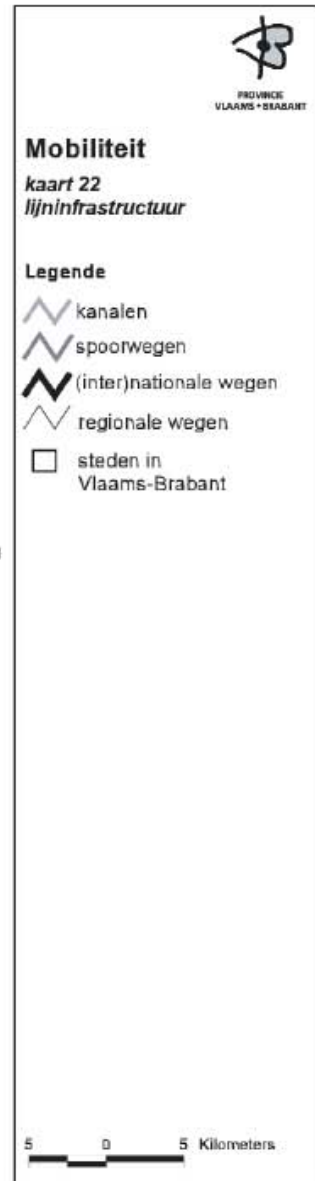 PROVINCIE
VLAAMS•BRABANT
Mobiliteit
kaart 22
lijninfrastructuur
Legende
kanalen
spoorwegen
(inter)nationale wegen
regionale wegen
steden in
Vlaams-Brabant
5 0 5 Kilometers